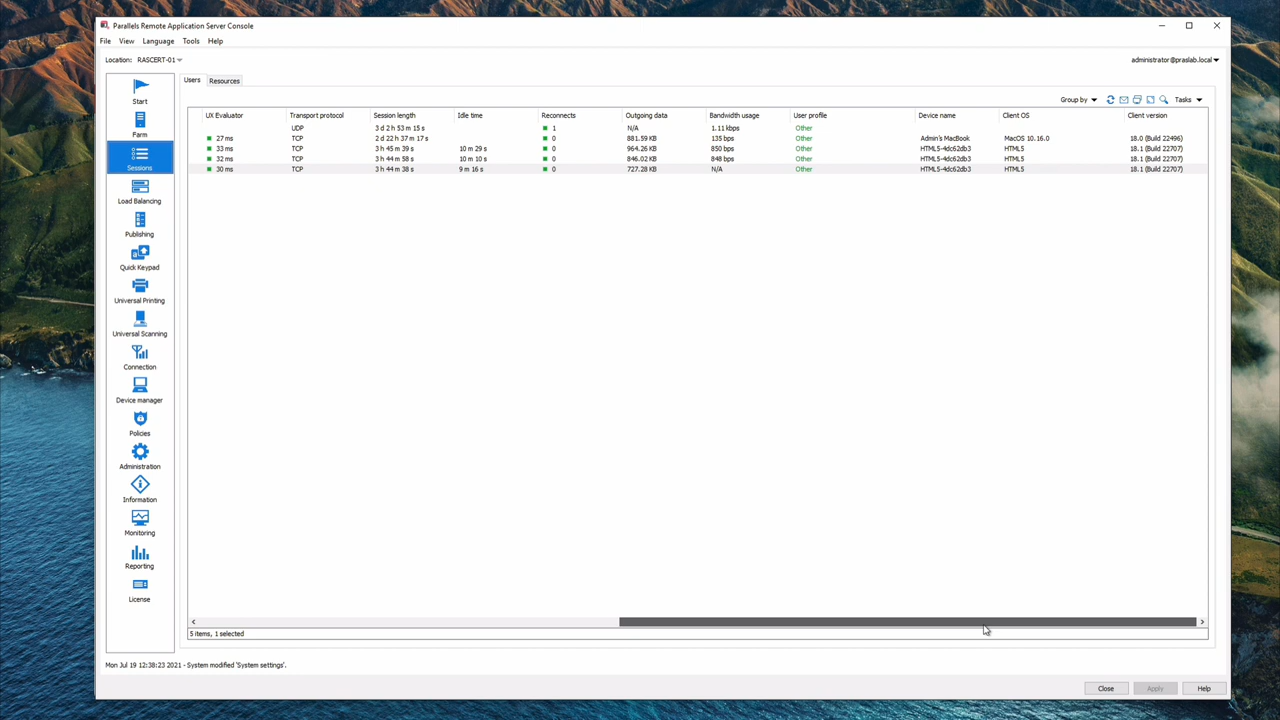 Parallels Remote Application Server Console
File View Language Tools Help
Location: RASCERT-01
administrator@praslab.local
Start
Farm
Sessions
Load Balancing
Publishing
Quick Keypad
Universal Printing
Universal Scanning
Connection
Device manager
Policies
Administration
Information
Monitoring
Reporting
License
Users Resources
Group by Tasks
UX Evaluator Transport protocol Session length Idle time Reconnects Outgoing data Bandwidth usage User profile Device name Client OS Client version
UDP 3 d 2 h 53 m 15 s 1 N/A 1.11 kbps Other
27 ms TCP 2 d 22 h 37 m 17 s 0 881.59 KB 135 bps Other Admin's MacBook MacOS 10.16.0 18.0 (Build 22496)
33 ms TCP 3 h 45 m 39 s 10 m 29 s 0 964.26 KB 850 bps Other HTML5-4dc62db3 HTML5 18.1 (Build 22707)
32 ms TCP 3 h 44 m 58 s 10 m 10 s 0 846.02 KB 848 bps Other HTML5-4dc62db3 HTML5 18.1 (Build 22707)
30 ms TCP 3 h 44 m 38 s 9 m 16 s 0 727.28 KB N/A Other HTML5-4dc62db3 HTML5 18.1 (Build 22707)
5 items, 1 selected
Mon Jul 19 12:38:23 2021 - System modified 'System settings'.
Close Apply Help